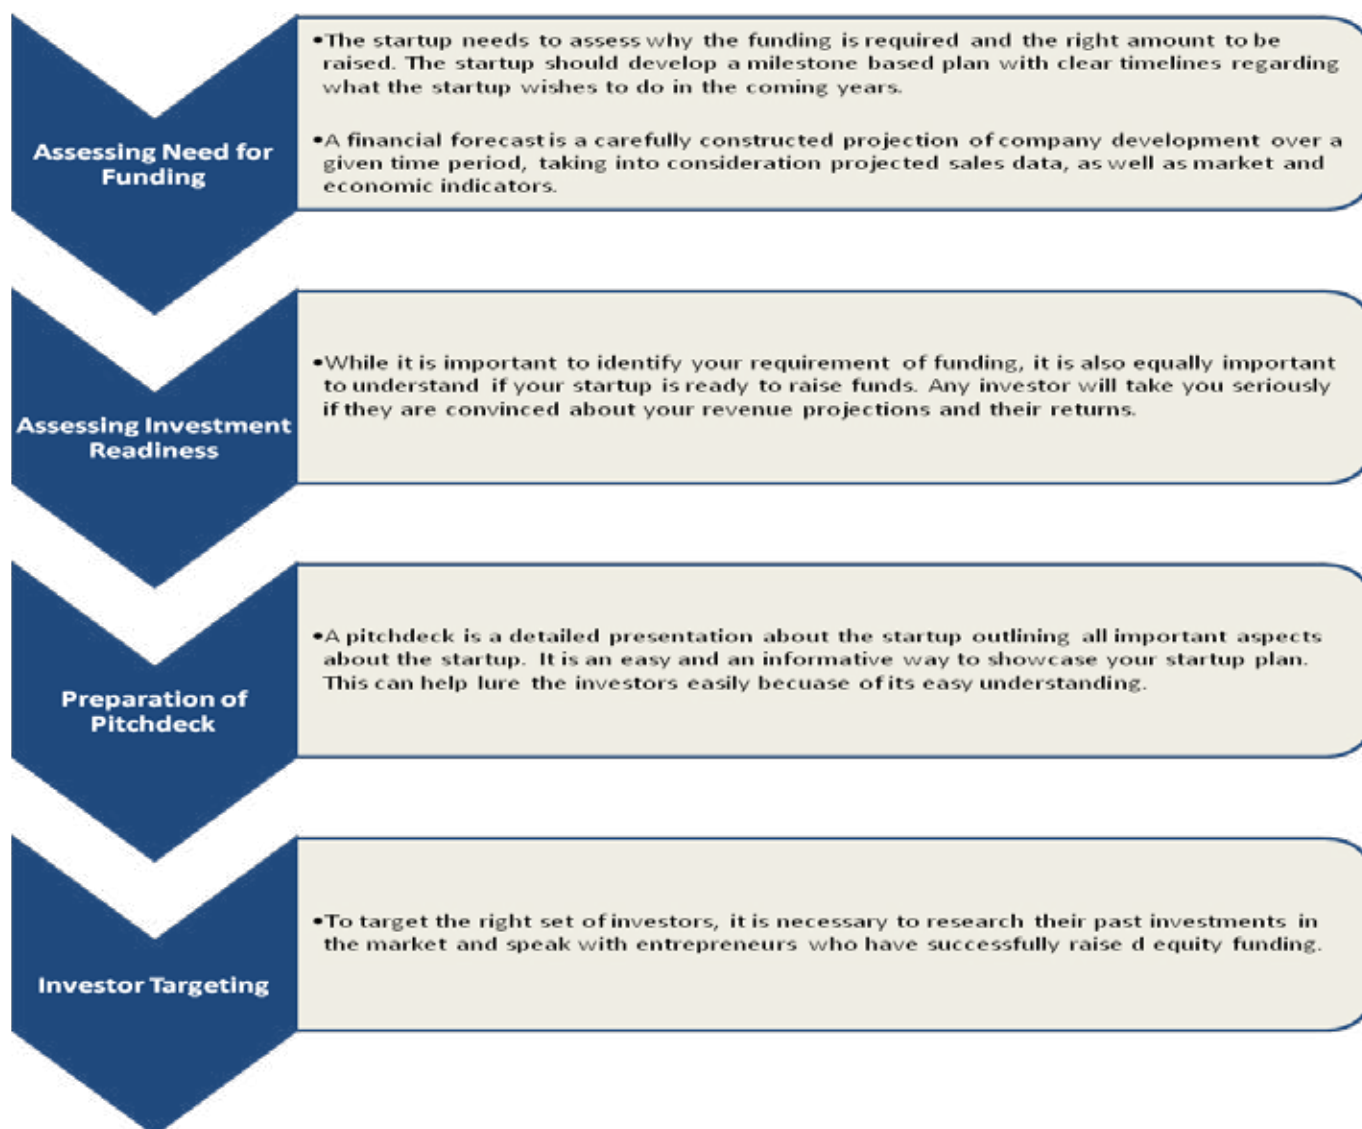 Assessing Need for
Funding
•The startup needs to assess why the funding is required and the right amount to be
raised. The startup should develop a milestone based plan with clear timelines regarding
what the startup wishes to do in the coming years.
•A financial forecast is a carefully constructed projection of company development over a
given time period, taking into consideration projected sales data, as well as market and
economic indicators.
Assessing Investment
Readiness
•While it is important to identify your requirement of funding, it is also equally important
to understand if your startup is ready to raise funds. Any investor will take you seriously
if they are convinced about your revenue projections and their returns.
Preparation of
Pitchdeck
•A pitchdeck is a detailed presentation about the startup outlining all important aspects
about the startup. It is an easy and an informative way to showcase your startup plan.
This can help lure the investors easily becuase of its easy understanding.
Investor Targeting
•To target the right set of investors, it is necessary to research their past investments in
the market and speak with entrepreneurs who have successfully raise d equity funding.